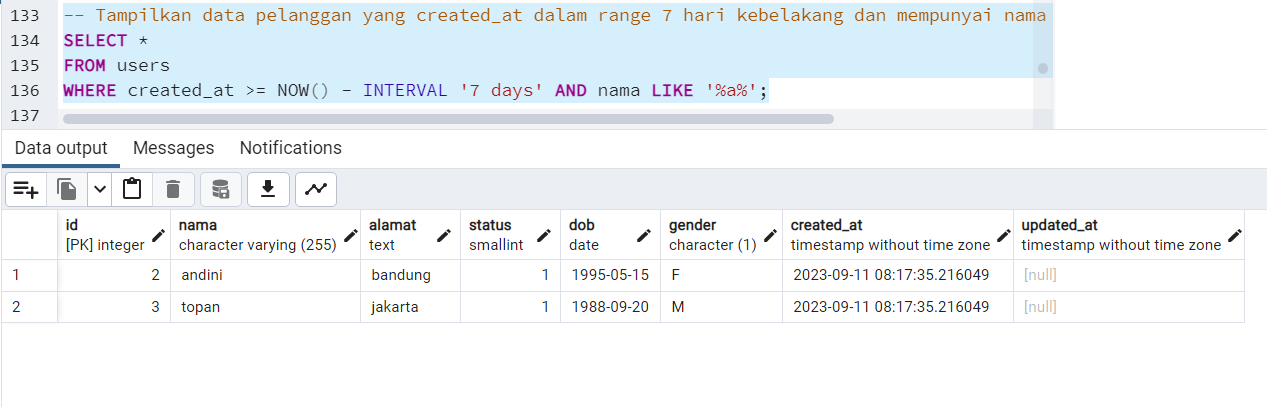 133 -- Tampilkan data pelanggan yang created_at dalam range 7 hari kebelakang dan mempunyai nama
134 SELECT *
135 FROM users
136 WHERE created_at >= NOW() - INTERVAL '7 days' AND nama LIKE '%a%';
137
Data output Messages Notifications
id nama alamat status dob gender created_at updated_at
[PK] integer character varying (255) text smallint date character (1) timestamp without time zone timestamp without time zone
1 2 andini bandung 1 1995-05-15 F 2023-09-11 08:17:35.216049 [null]
2 3 topan jakarta 1 1988-09-20 M 2023-09-11 08:17:35.216049 [null]